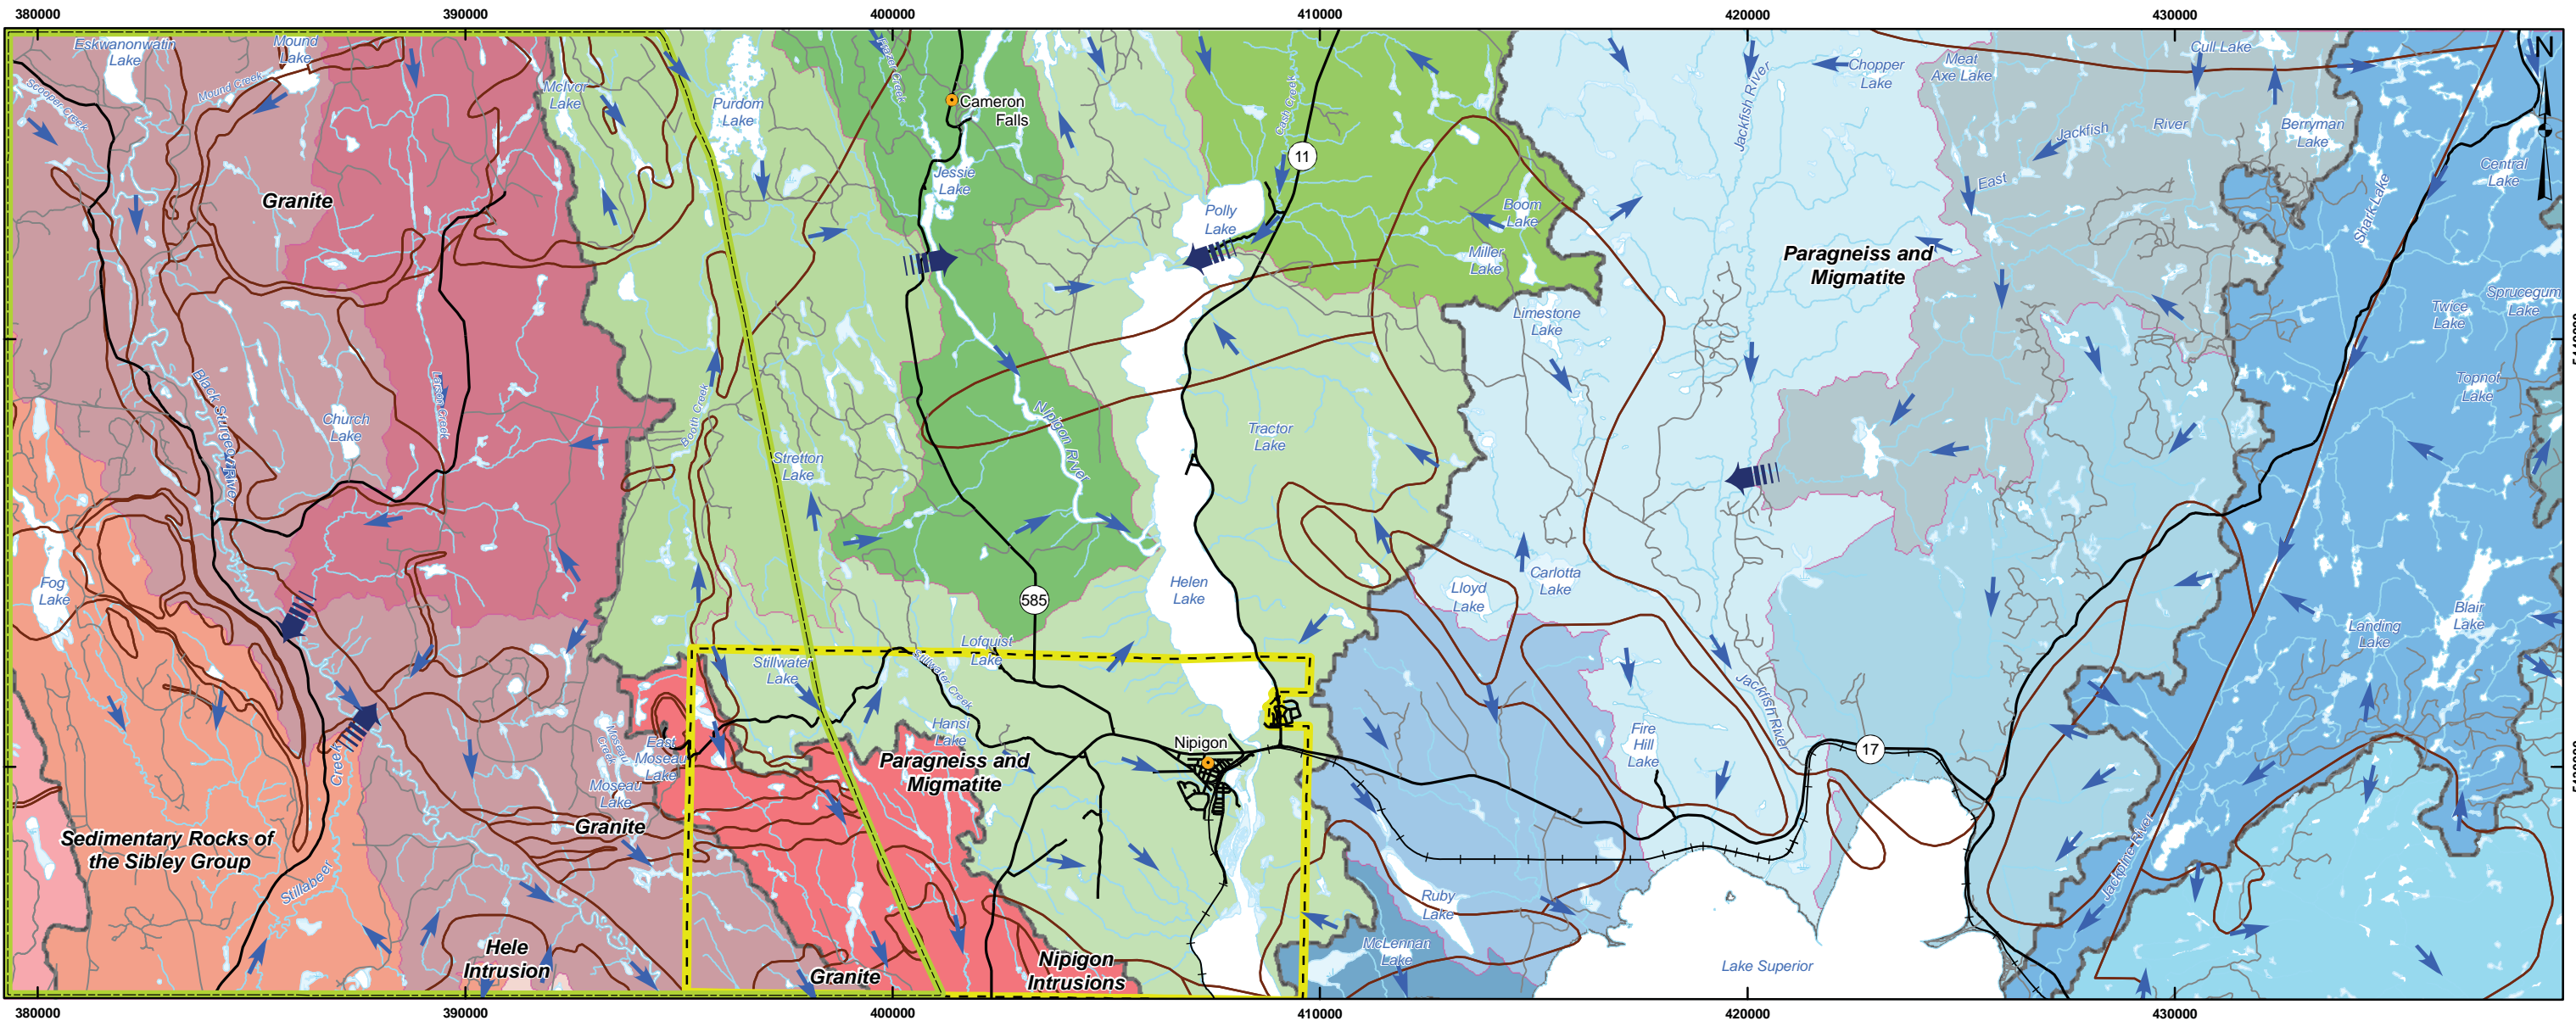 380000
390000
400000
410000
420000
430000
N
Eskwanonwatin
Lake
Mound
Lake
Scooper Creek
Mound Creek
McIvor
Lake
Purdom
Lake
Frazer Creek
Cameron
Falls
Jessie
Lake
Cash Creek
11
Polly
Lake
Boom
Lake
Miller
Lake
Jackfish River
Chopper
Lake
Meat
Axe Lake
Cull Lake
East
Jackfish
River
Berryman
Lake
Central
Lake
Shark Lake
Granite
Paragneiss and
Migmatite
Limestone
Lake
Twice
Lake
Sprucegum
Lake
Topnot
Lake
Black Sturgeon River
Church
Lake
Larson Creek
Booth Creek
Stretton
Lake
Nipigon River
Tractor
Lake
Fog
Lake
Helen
Lake
585
Lloyd
Lake
Carlotta
Lake
Landing
Lake
Blair
Lake
Stillwater
Lake
Stillwater Creek
Lofquist
Lake
Hansi
Lake
Jackfish River
Fire
Hill
Lake
17
Moseau
Creek
East
Moseau
Lake
Moseau
Lake
Nipigon
Paragneiss and
Migmatite
Granite
Sedimentary Rocks of
the Sibley Group
Stillabeer
Creek
Hele
Intrusion
Granite
Nipigon
Intrusions
Ruby
Lake
McLennan
Lake
Lake Superior
Jackpine River
380000
390000
400000
410000
420000
430000